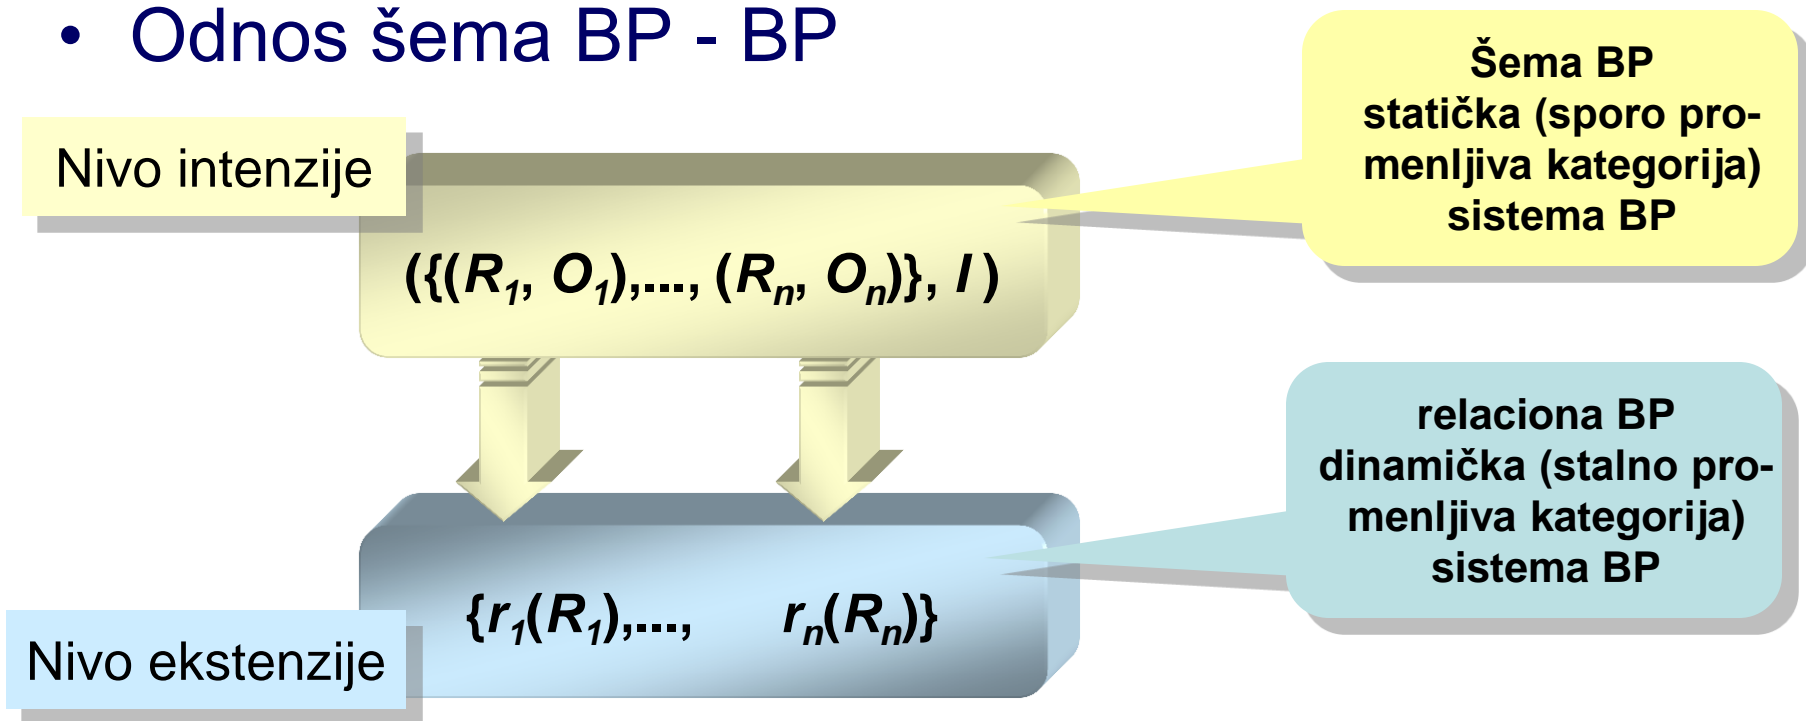 • Odnos šema BP - BP
Nivo intenzije
({(R1, O1),..., (Rn, On)}, I )
Šema BP
statička (sporo pro-
menljiva kategorija)
sistema BP
relaciona BP
dinamička (stalno pro-
menljiva kategorija)
sistema BP
{r1(R1),..., rn(Rn)}
Nivo ekstenzije